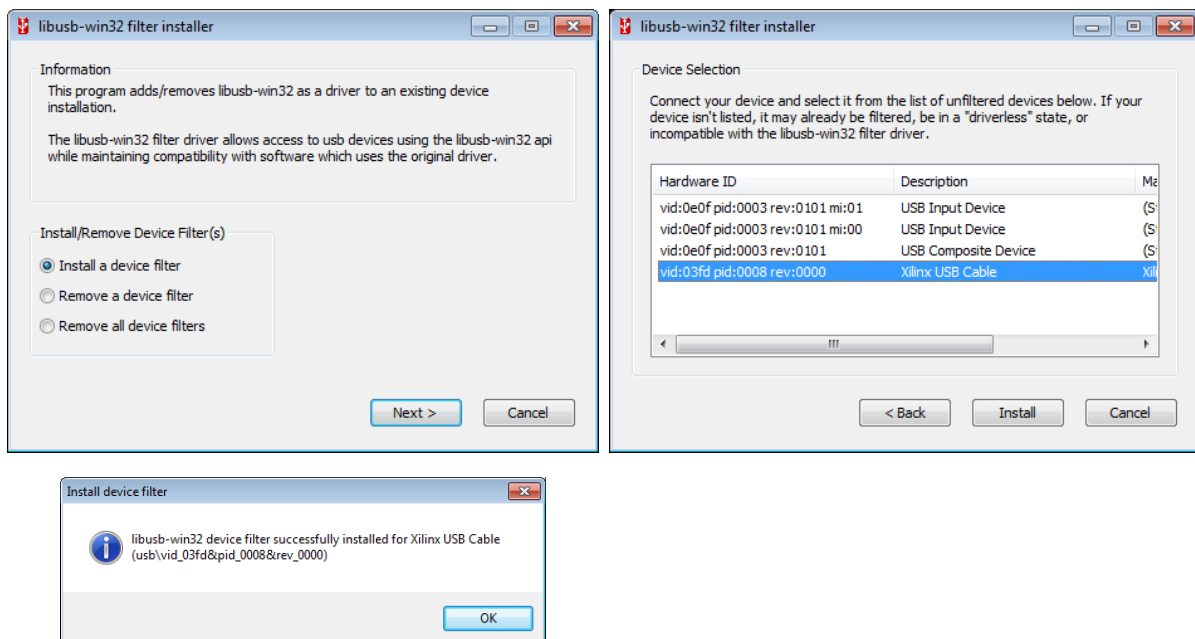 libusb-win32 filter installer
Information
This program adds/removes libusb-win32 as a driver to an existing device
installation.
The libusb-win32 filter driver allows access to usb devices using the libusb-win32 api
while maintaining compatibility with software which uses the original driver.
Install/Remove Device Filter(s)
Install a device filter
Remove a device filter
Remove all device filters
Next >
Cancel
libusb-win32 filter installer
Device Selection
Connect your device and select it from the list of unfiltered devices below. If your
device isn't listed, it may already be filtered, be in a "driverless" state, or
incompatible with the libusb-win32 filter driver.
Hardware ID Description Ma
vid:0e0f pid:0003 rev:0101 mi:01 USB Input Device (S
vid:0e0f pid:0003 rev:0101 mi:00 USB Input Device (S
vid:0e0f pid:0003 rev:0101 USB Composite Device (S
vid:03fd pid:0008 rev:0000 Xilinx USB Cable Xili
< Back
Install
Cancel
Install device filter
libusb-win32 device filter successfully installed for Xilinx USB Cable
(usb\vid_03fd&pid_0008&rev_0000)
OK